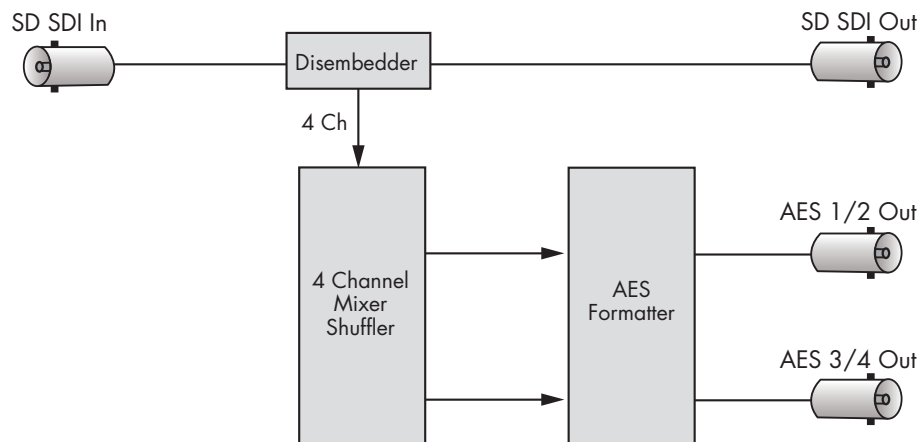 SD SDI In
SD SDI Out
Disembedder
4 Ch
AES 1/2 Out
4 Channel
Mixer
Shuffler
AES
Formatter
AES 3/4 Out